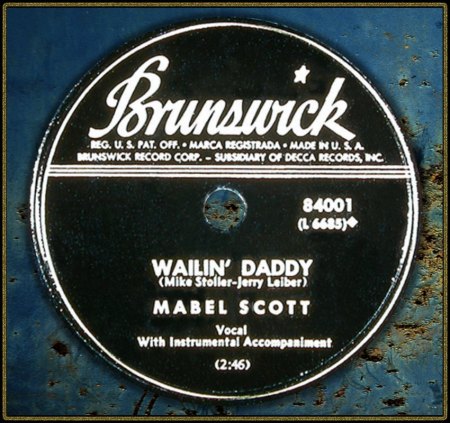 Brunswick
REG. U. S. PAT. OFF. • MARCA REGISTRADA • MADE IN U. S. A.
BRUNSWICK RECORD CORP. – SUBSIDIARY OF DECCA RECORDS, INC.
84001
(L 6685)◆
WAILIN' DADDY
(Mike Stoller-Jerry Leiber)
MABEL SCOTT
Vocal
With Instrumental Accompaniment
(2:46)